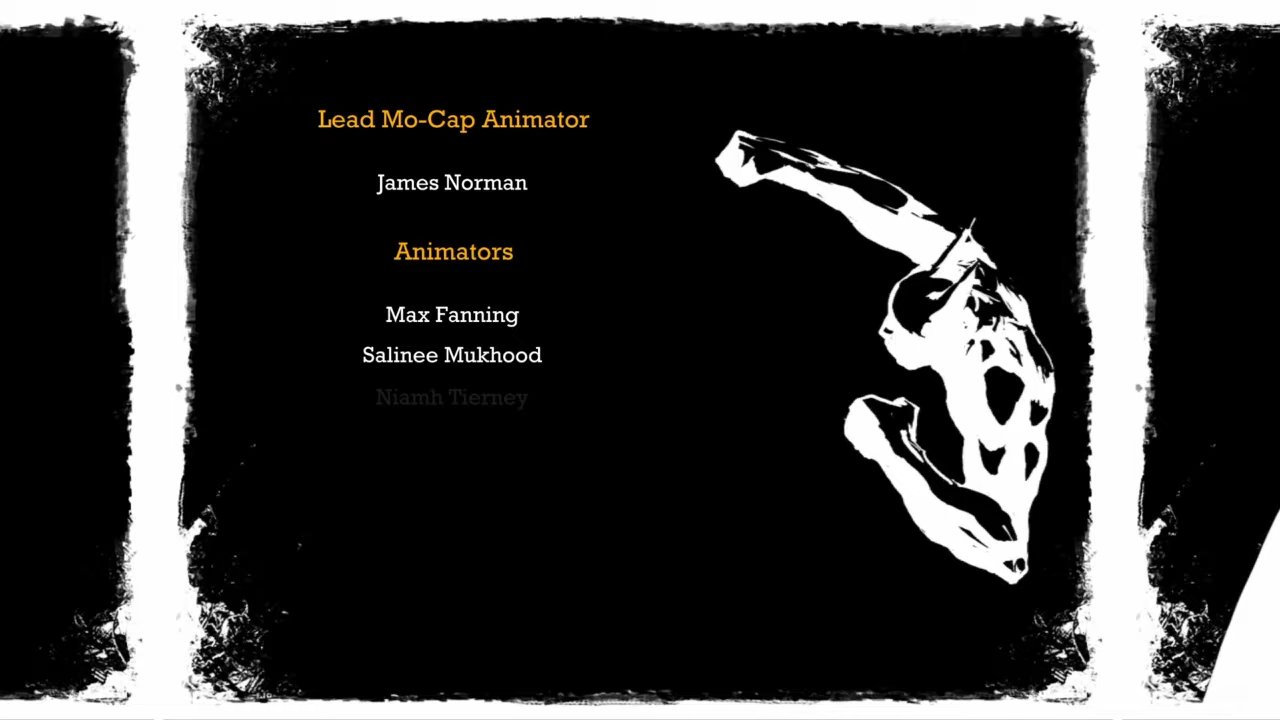 Lead Mo-Cap Animator
James Norman
Animators
Max Fanning
Salinee Mukhood
Niamh Tierney